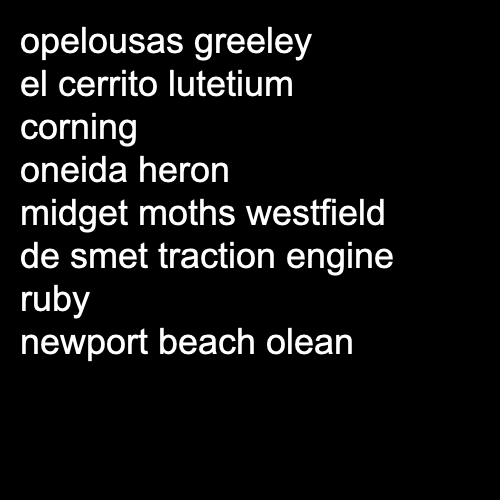 opelousas greeley
el cerrito lutetium
corning
oneida heron
midget moths westfield
de smet traction engine
ruby
newport beach olean